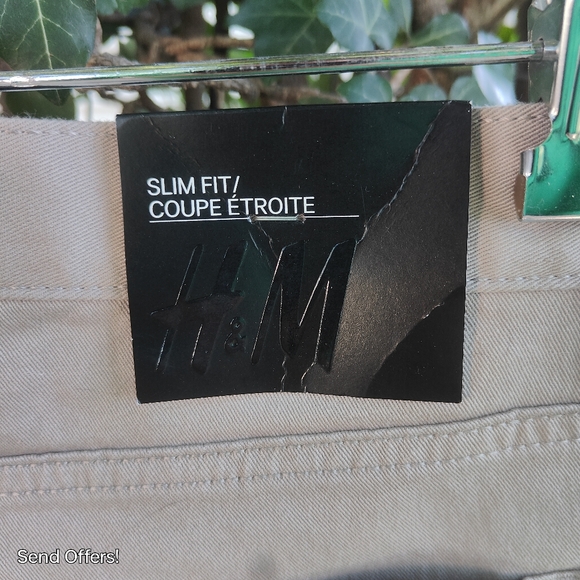 SLIM FIT/
COUPE ÉTROITE
H&M
Send Offers!